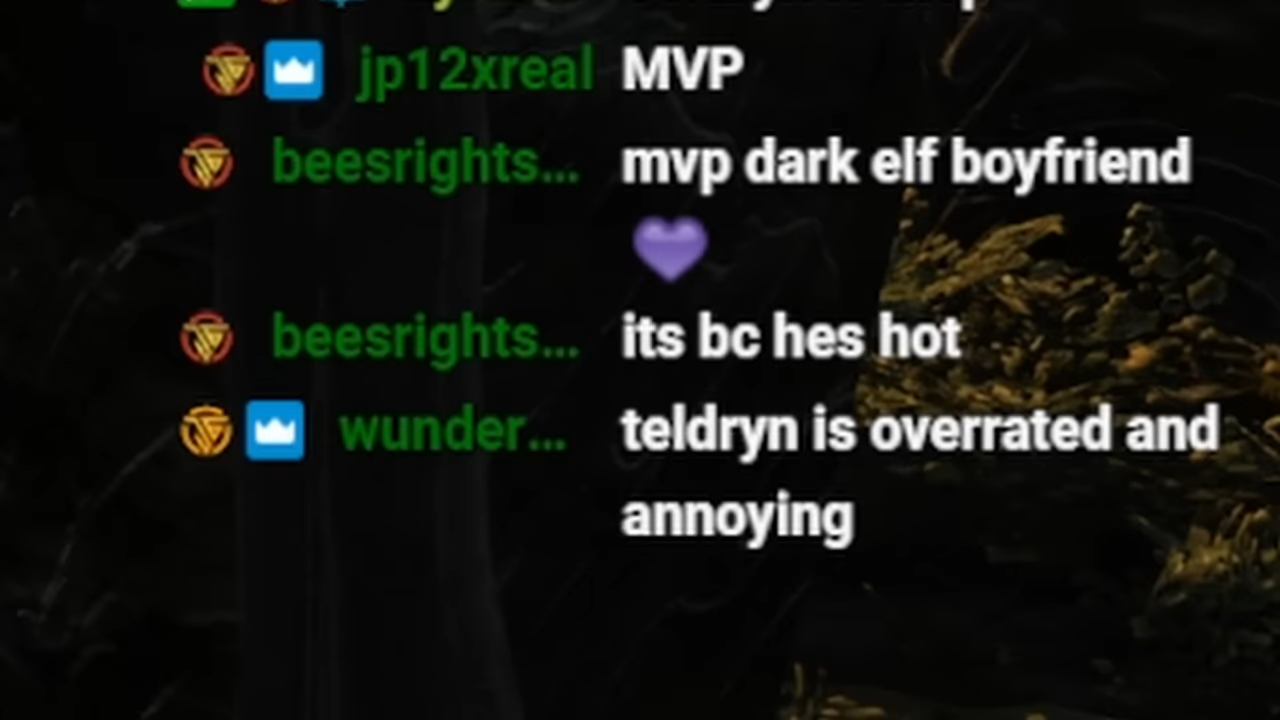 jp12xreal MVP
beesrights... mvp dark elf boyfriend
💜
beesrights... its bc hes hot
wunder... teldryn is overrated and
annoying